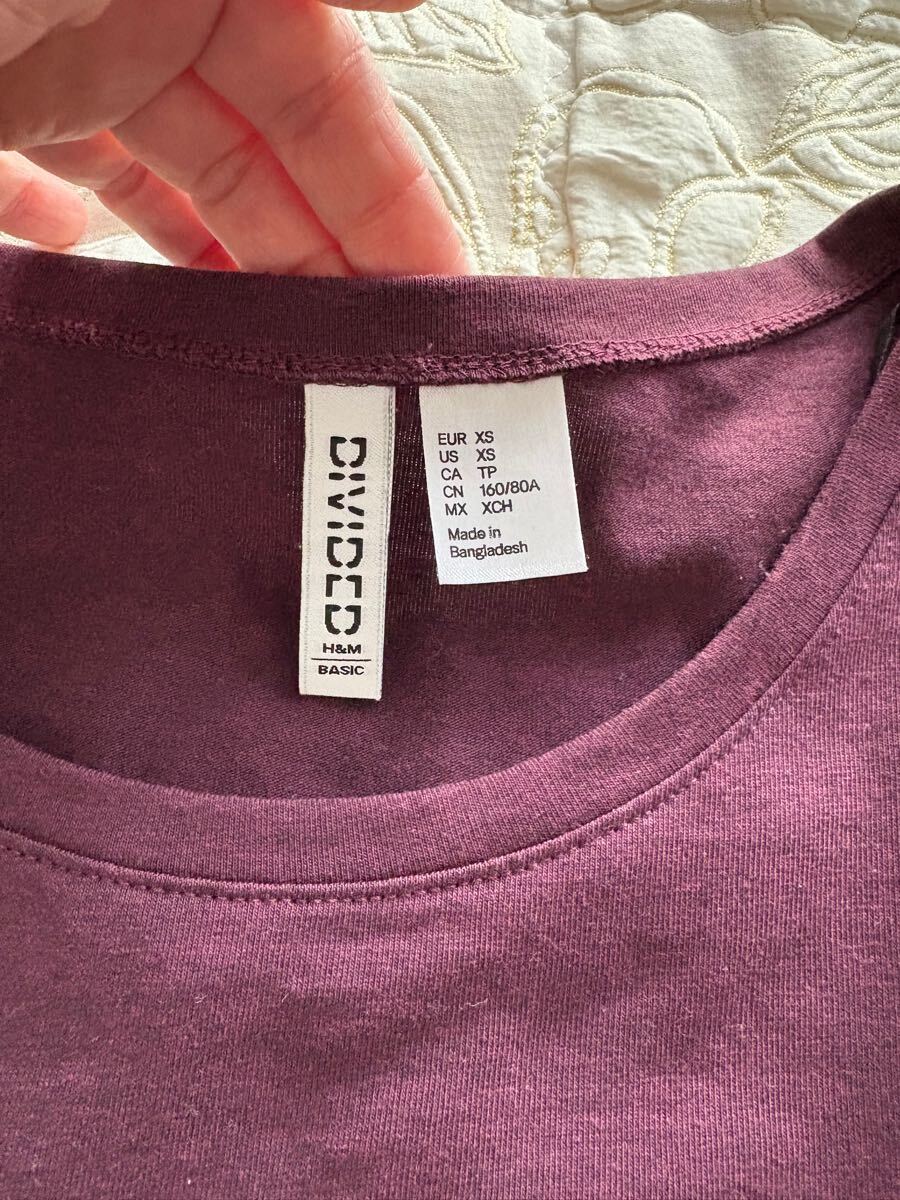 DIVIDED
H&M
BASIC
EUR XS
US XS
CA TP
CN 160/80A
MX XCH
Made in
Bangladesh